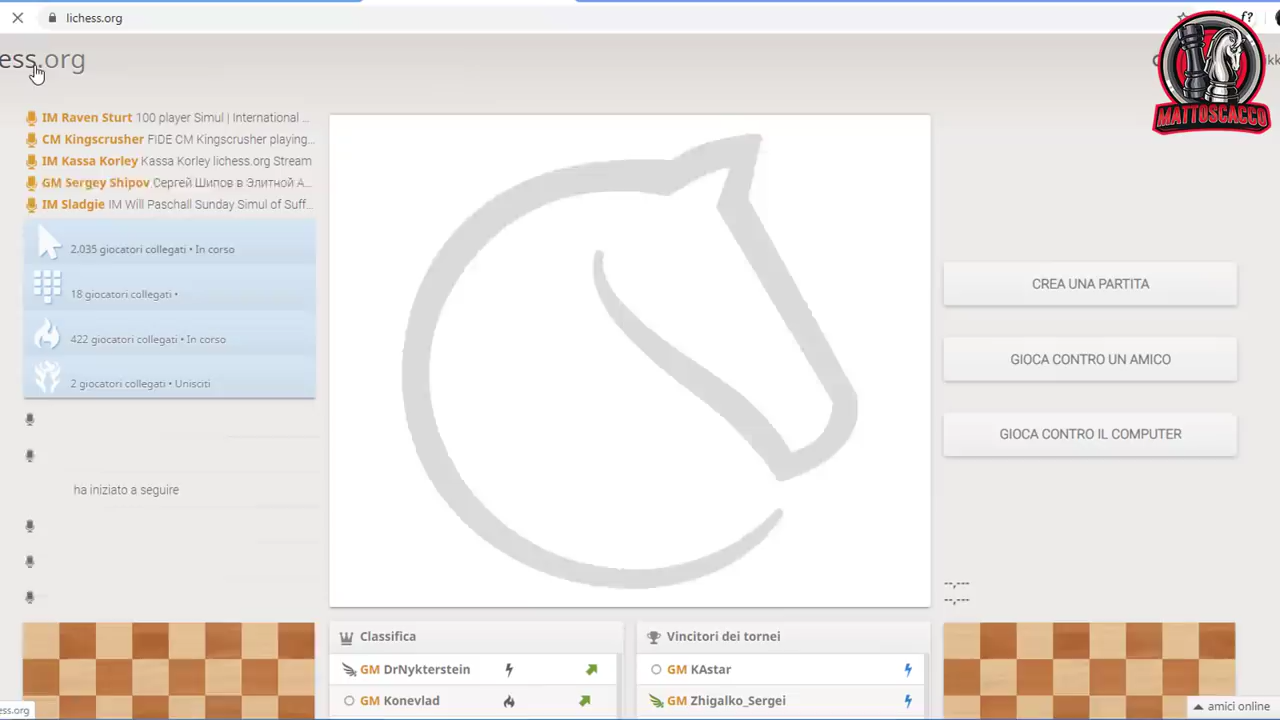 lichess.org
f?
ess.org
MATTOSCACCO
IM Raven Sturt 100 player Simul | International ...
CM Kingscrusher FIDE CM Kingscrusher playing...
IM Kassa Korley Kassa Korley lichess.org Stream
GM Sergey Shipov Сергей Шипов в Элитной А...
IM Sladgie IM Will Paschall Sunday Simul of Suff...
2.035 giocatori collegati • In corso
18 giocatori collegati •
422 giocatori collegati • In corso
2 giocatori collegati • Unisciti
ha iniziato a seguire
CREA UNA PARTITA
GIOCA CONTRO UN AMICO
GIOCA CONTRO IL COMPUTER
--,---
--,---
Classifica
GM DrNykterstein
GM Konevlad
Vincitori dei tornei
GM KAstar
GM Zhigalko_Sergei
ess.org
amici online